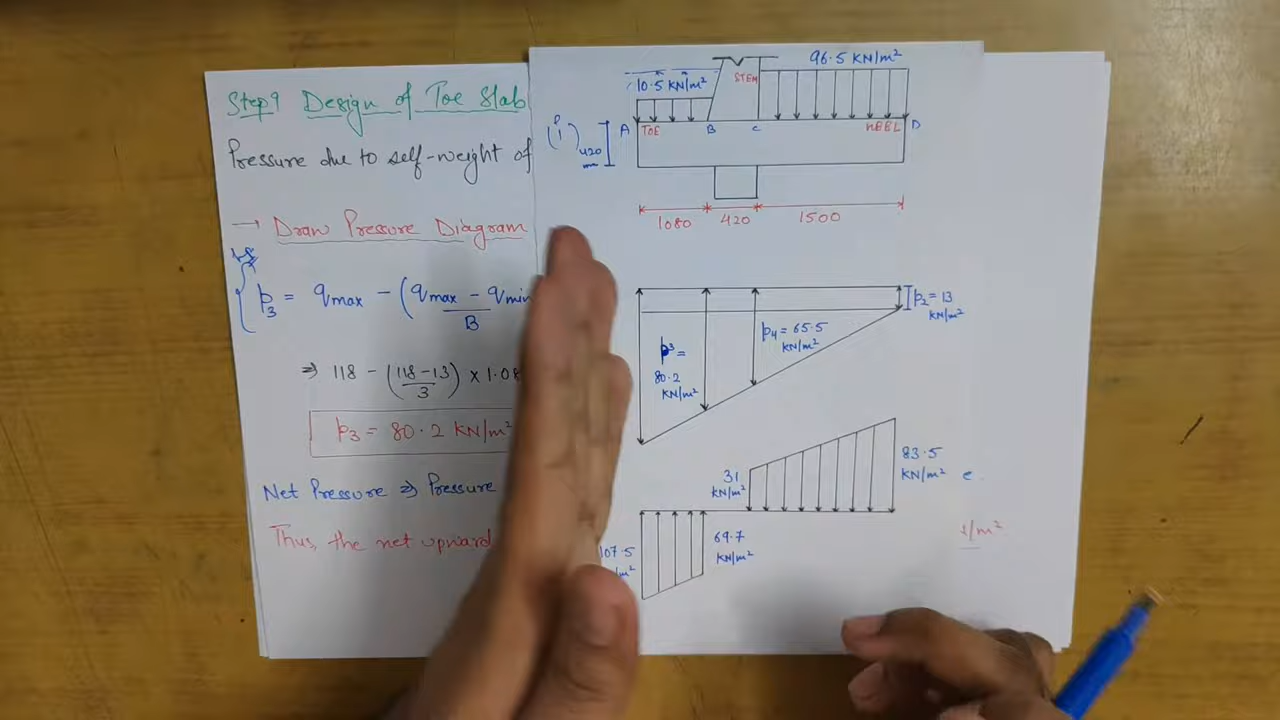 Step9 Design of Toe Slab
Pressure due to self-weight of
→ Draw Pressure Diagram
p3 = qmax - (qmax - qmin
B
⇒ 118 - (118-13) × 1.08
3
p3 = 80.2 KN/m²
Net Pressure ⇒ Pressure
Thus, the net upward
10.5 KN/m²
STEM
96.5 KN/m²
A
TOE
B
C
HEEL
D
420
mm
1080
420
1500
p2 = 13
KN/m²
p4 = 65.5
KN/m²
p3 =
80.2
KN/m²
31
KN/m²
83.5
KN/m²
e.
107.5
/m²
69.7
KN/m²
/m²